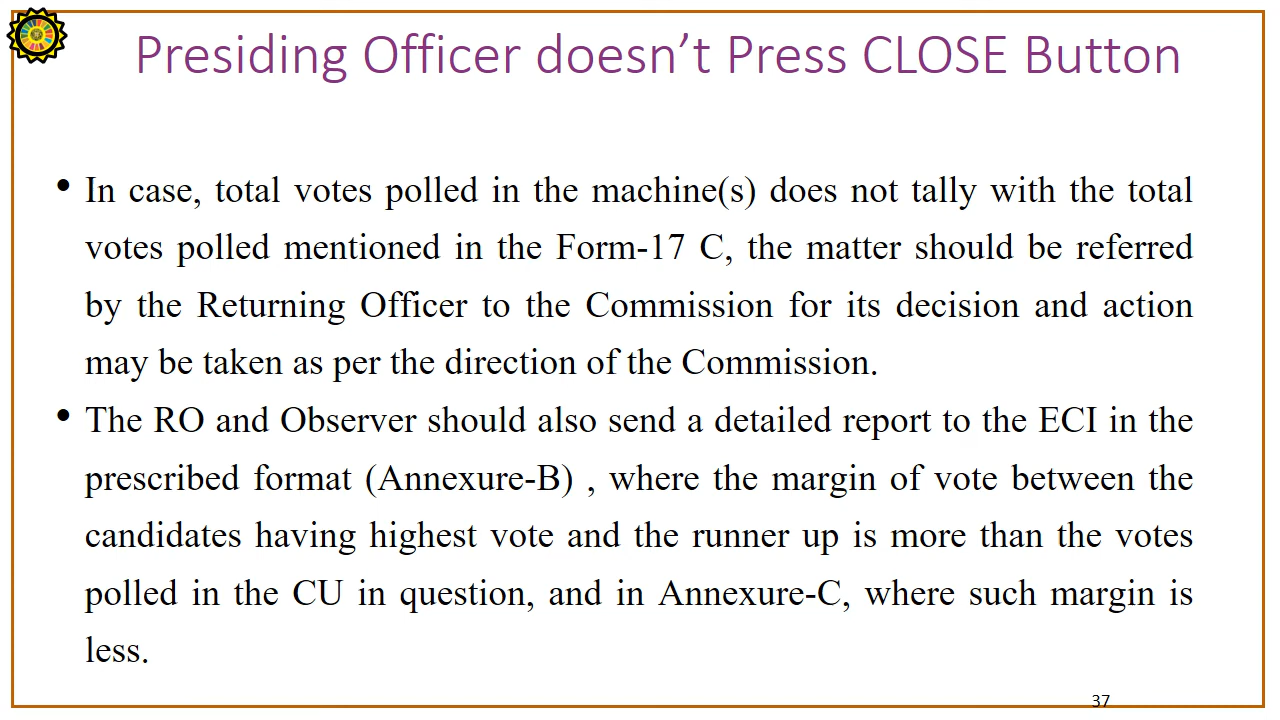 Presiding Officer doesn’t Press CLOSE Button
• In case, total votes polled in the machine(s) does not tally with the total
votes polled mentioned in the Form-17 C, the matter should be referred
by the Returning Officer to the Commission for its decision and action
may be taken as per the direction of the Commission.
• The RO and Observer should also send a detailed report to the ECI in the
prescribed format (Annexure-B) , where the margin of vote between the
candidates having highest vote and the runner up is more than the votes
polled in the CU in question, and in Annexure-C, where such margin is
less.
37